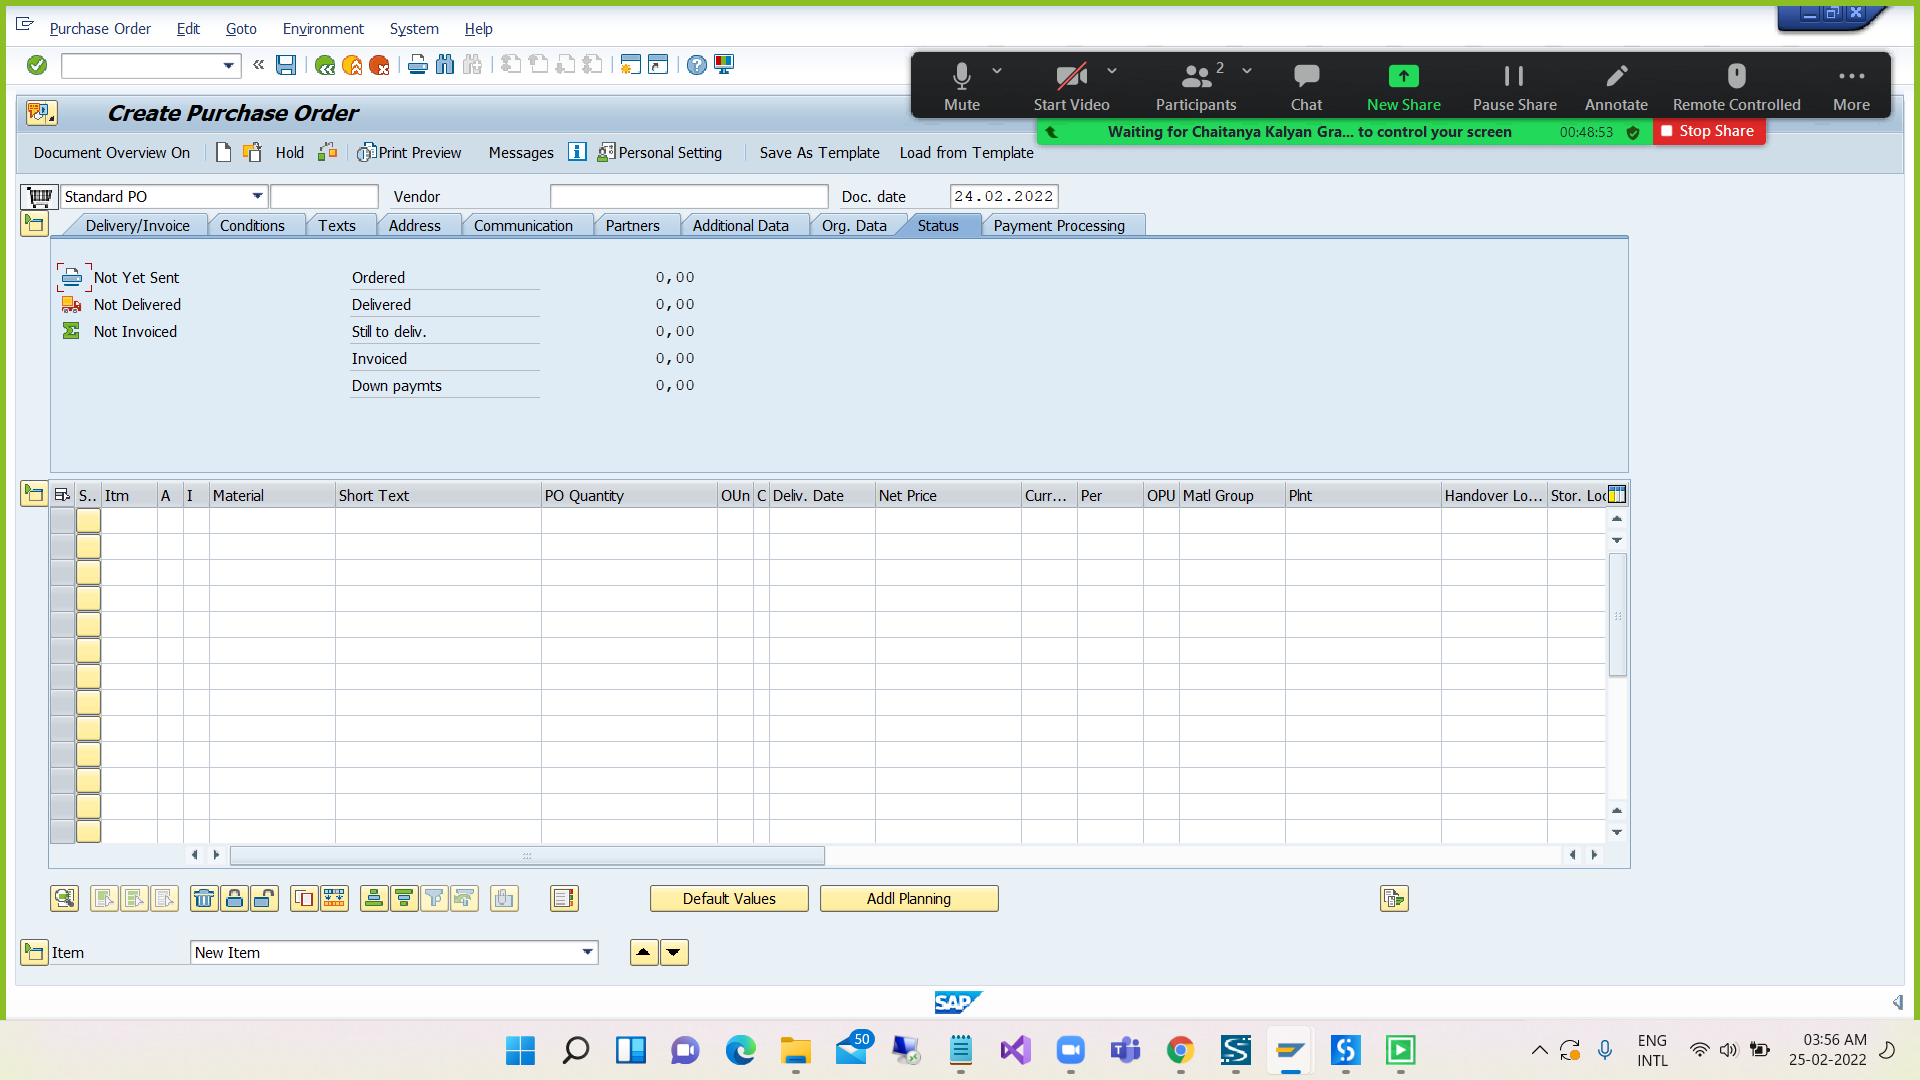 Purchase Order Edit Goto Environment System Help
Mute Start Video Participants 2 Chat New Share Pause Share Annotate Remote Controlled More
Create Purchase Order
Waiting for Chaitanya Kalyan Gra... to control your screen 00:48:53 Stop Share
Document Overview On Hold Print Preview Messages Personal Setting Save As Template Load from Template
Standard PO Vendor Doc. date 24.02.2022
Delivery/Invoice Conditions Texts Address Communication Partners Additional Data Org. Data Status Payment Processing
Not Yet Sent Ordered 0,00
Not Delivered Delivered 0,00
Not Invoiced Still to deliv. 0,00
Invoiced 0,00
Down paymts 0,00
S.. Itm A I Material Short Text PO Quantity OUn C Deliv. Date Net Price Curr... Per OPU Matl Group Plnt Handover Lo... Stor. Loc
Default Values Addl Planning
Item New Item
SAP
50
ENG 03:56 AM
INTL 25-02-2022